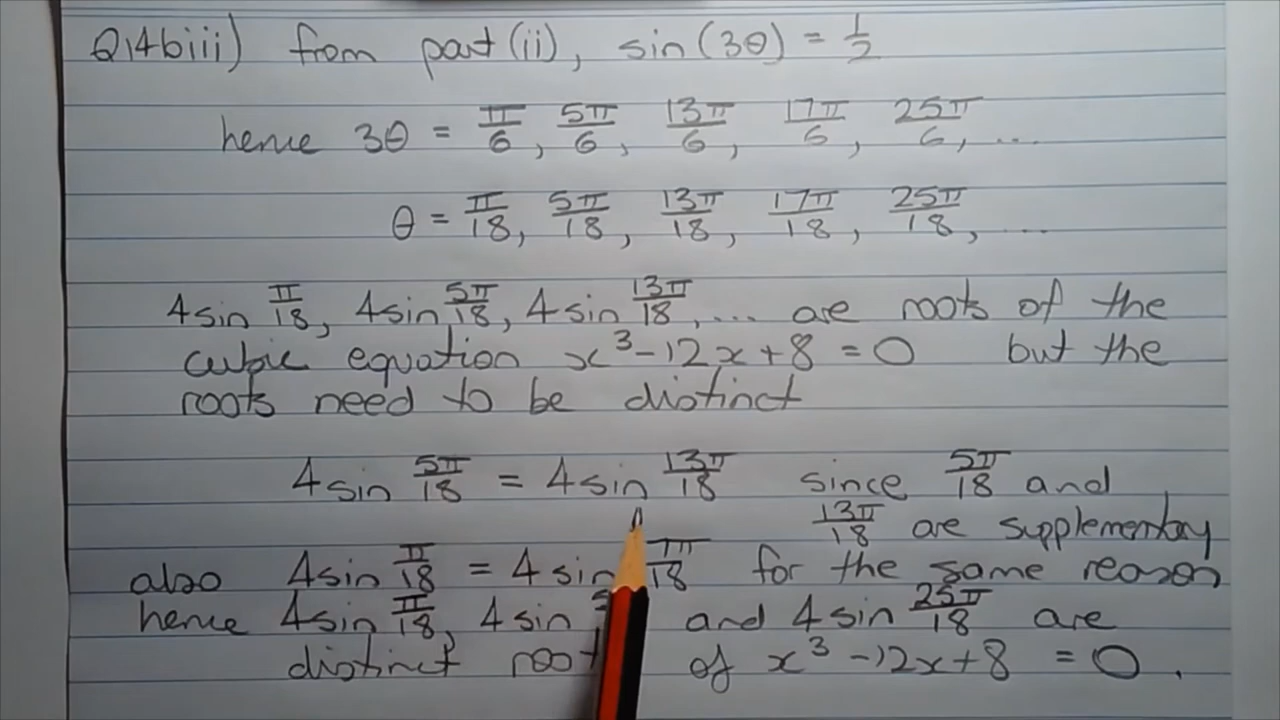 Q14biii) from part (ii), sin(3θ) = 1/2
hence 3θ = π/6, 5π/6, 13π/6, 17π/6, 25π/6, ...
θ = π/18, 5π/18, 13π/18, 17π/18, 25π/18, ...
4sin π/18, 4sin 5π/18, 4sin 13π/18, ... are roots of the
cubic equation x³-12x+8 = 0 but the
roots need to be distinct
4sin 5π/18 = 4sin 13π/18 since 5π/18 and
13π/18 are supplementary
also 4sin π/18 = 4sin π/18 for the same reason
hence 4sin π/18, 4sin and 4sin 25π/18 are
distinct of x³-12x+8 = 0.